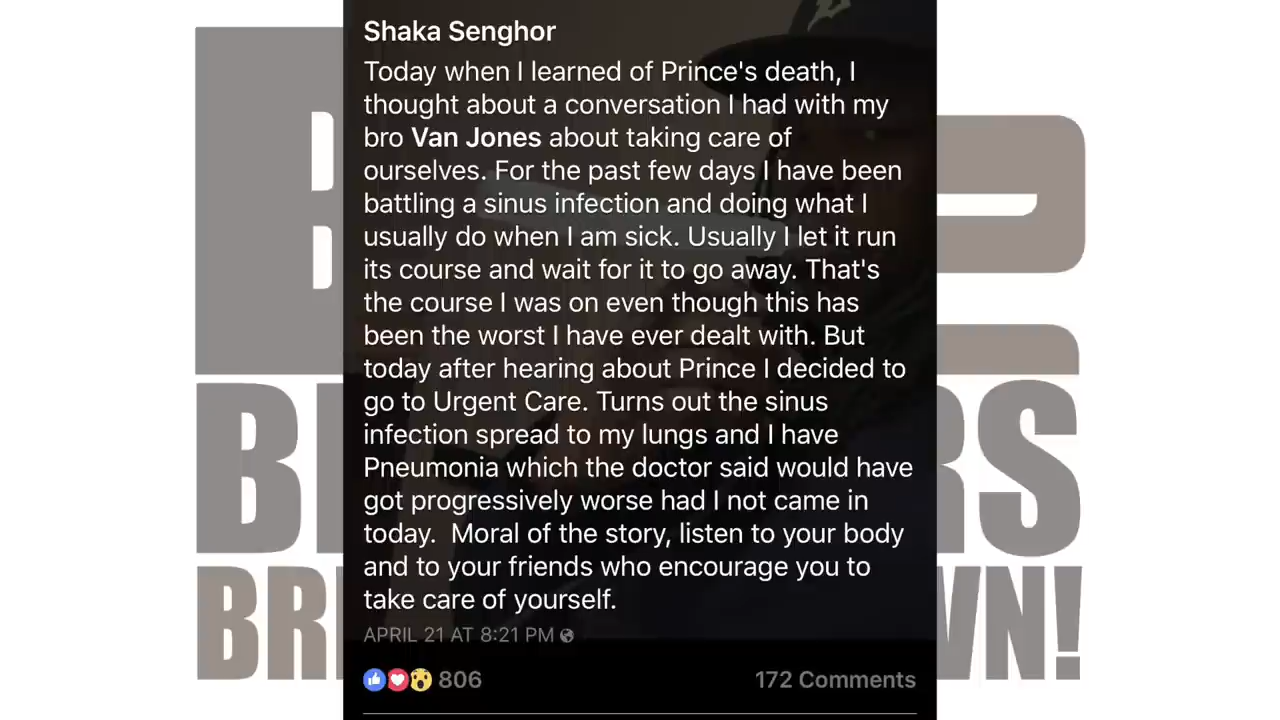 Shaka Senghor
Today when I learned of Prince's death, I
thought about a conversation I had with my
bro Van Jones about taking care of
ourselves. For the past few days I have been
battling a sinus infection and doing what I
usually do when I am sick. Usually I let it run
its course and wait for it to go away. That's
the course I was on even though this has
been the worst I have ever dealt with. But
today after hearing about Prince I decided to
go to Urgent Care. Turns out the sinus
infection spread to my lungs and I have
Pneumonia which the doctor said would have
got progressively worse had I not came in
today.  Moral of the story, listen to your body
and to your friends who encourage you to
take care of yourself.
APRIL 21 AT 8:21 PM
806
172 Comments